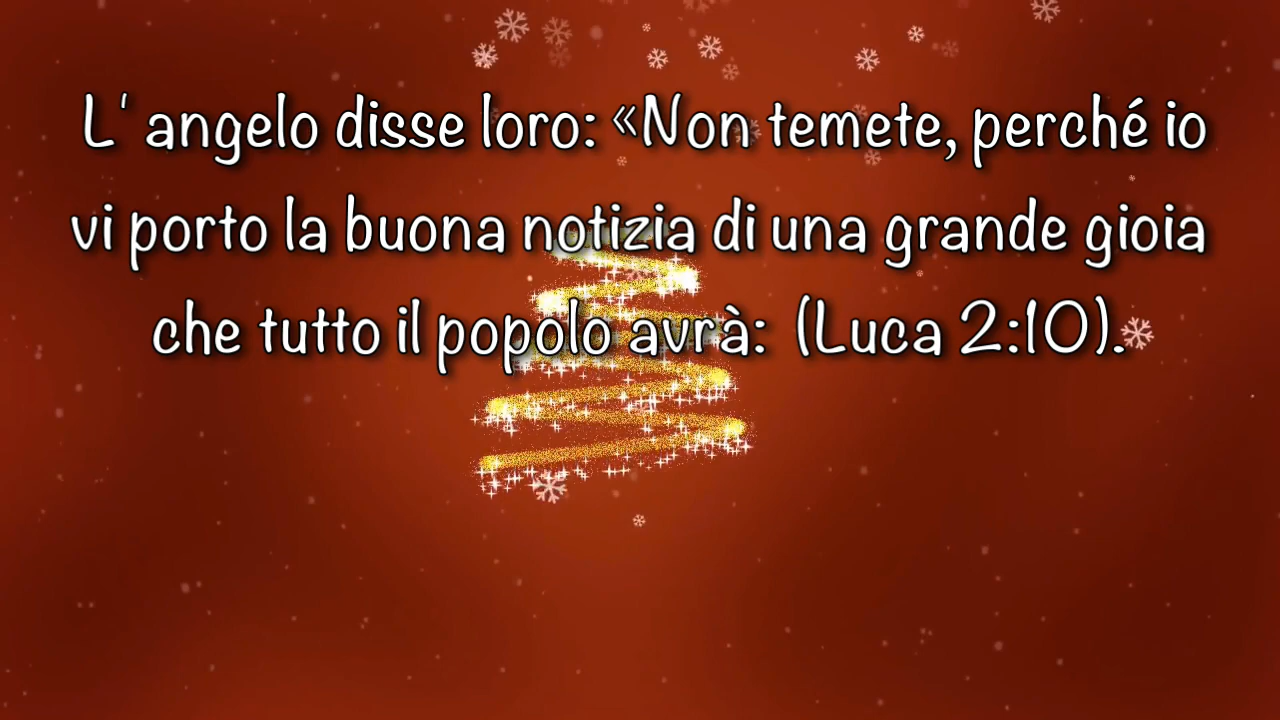 L' angelo disse loro: «Non temete, perché io
vi porto la buona notizia di una grande gioia
che tutto il popolo avrà: (Luca 2:10).